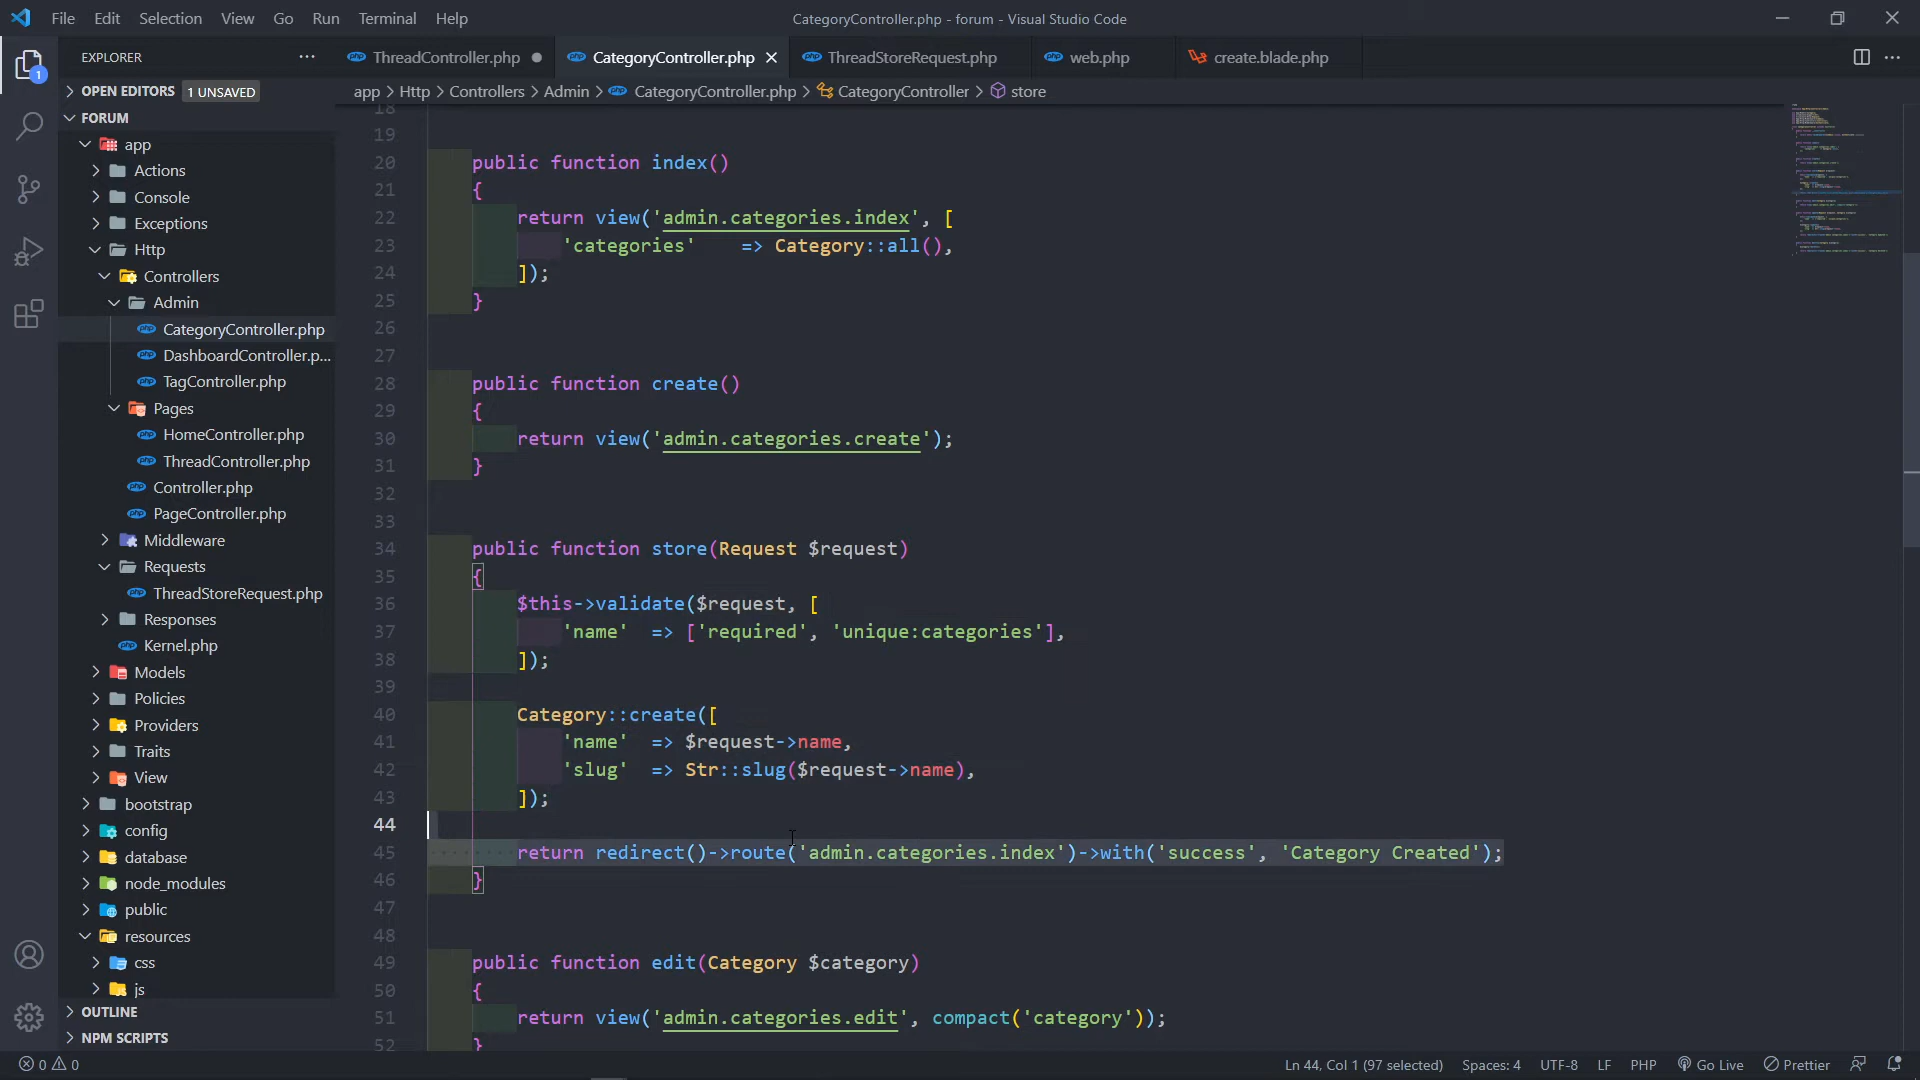 File Edit Selection View Go Run Terminal Help
CategoryController.php - forum - Visual Studio Code
EXPLORER
ThreadController.php
CategoryController.php
ThreadStoreRequest.php
web.php
create.blade.php
OPEN EDITORS 1 UNSAVED
app > Http > Controllers > Admin > CategoryController.php > CategoryController > store
1
FORUM
app
Actions
Console
Exceptions
Http
Controllers
Admin
CategoryController.php
DashboardController.p...
TagController.php
Pages
HomeController.php
ThreadController.php
Controller.php
PageController.php
Middleware
Requests
ThreadStoreRequest.php
Responses
Kernel.php
Models
Policies
Providers
Traits
View
bootstrap
config
database
node_modules
public
resources
css
js
OUTLINE
NPM SCRIPTS
18
19
20 public function index()
21 {
22 return view('admin.categories.index', [
23 'categories' => Category::all(),
24 ]);
25 }
26
27
28 public function create()
29 {
30 return view('admin.categories.create');
31 }
32
33
34 public function store(Request $request)
35 {
36 $this->validate($request, [
37 'name' => ['required', 'unique:categories'],
38 ]);
39
40 Category::create([
41 'name' => $request->name,
42 'slug' => Str::slug($request->name),
43 ]);
44
45 return redirect()->route('admin.categories.index')->with('success', 'Category Created');
46 }
47
48
49 public function edit(Category $category)
50 {
51 return view('admin.categories.edit', compact('category'));
52 }
0 0
Ln 44, Col 1 (97 selected) Spaces: 4 UTF-8 LF PHP Go Live Prettier